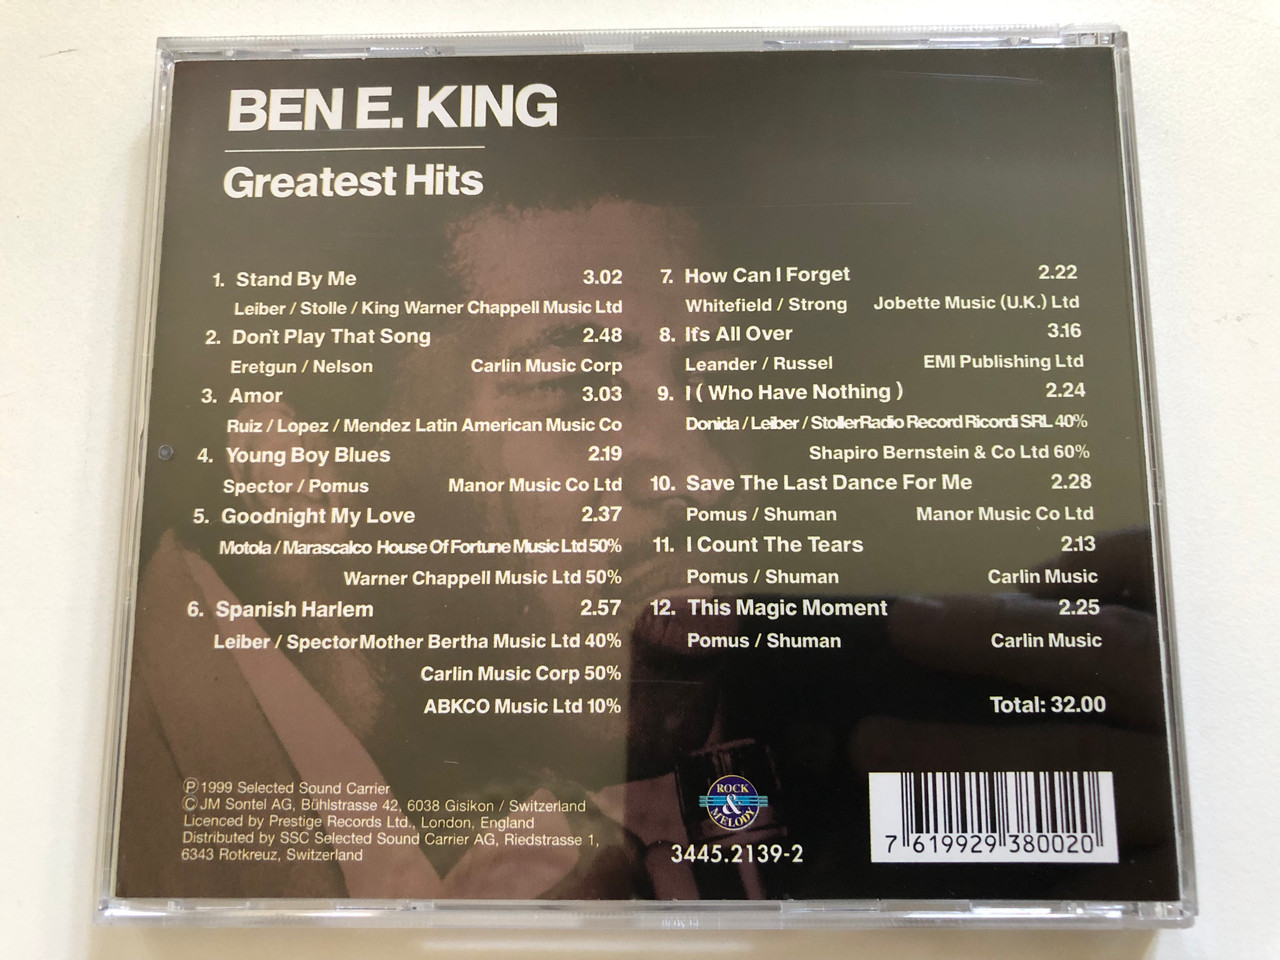 BEN E. KING
Greatest Hits
1. Stand By Me 3.02
Leiber / Stolle / King Warner Chappell Music Ltd
2. Don't Play That Song 2.48
Eretgun / Nelson Carlin Music Corp
3. Amor 3.03
Ruiz / Lopez / Mendez Latin American Music Co
4. Young Boy Blues 2.19
Spector / Pomus Manor Music Co Ltd
5. Goodnight My Love 2.37
Motola / Marascalco House Of Fortune Music Ltd 50%
Warner Chappell Music Ltd 50%
6. Spanish Harlem 2.57
Leiber / Spector Mother Bertha Music Ltd 40%
Carlin Music Corp 50%
ABKCO Music Ltd 10%
7. How Can I Forget 2.22
Whitefield / Strong Jobette Music (U.K.) Ltd
8. It's All Over 3.16
Leander / Russel EMI Publishing Ltd
9. I ( Who Have Nothing ) 2.24
Donida / Leiber / Stoller Radio Record Ricordi SRL 40%
Shapiro Bernstein & Co Ltd 60%
10. Save The Last Dance For Me 2.28
Pomus / Shuman Manor Music Co Ltd
11. I Count The Tears 2.13
Pomus / Shuman Carlin Music
12. This Magic Moment 2.25
Pomus / Shuman Carlin Music
Total: 32.00
Ⓟ 1999 Selected Sound Carrier
© JM Sontel AG, Bühlstrasse 42, 6038 Gisikon / Switzerland
Licenced by Prestige Records Ltd., London, England
Distributed by SSC Selected Sound Carrier AG, Riedstrasse 1,
6343 Rotkreuz, Switzerland
ROCK
&
MELODY
3445.2139-2
7 619929 380020